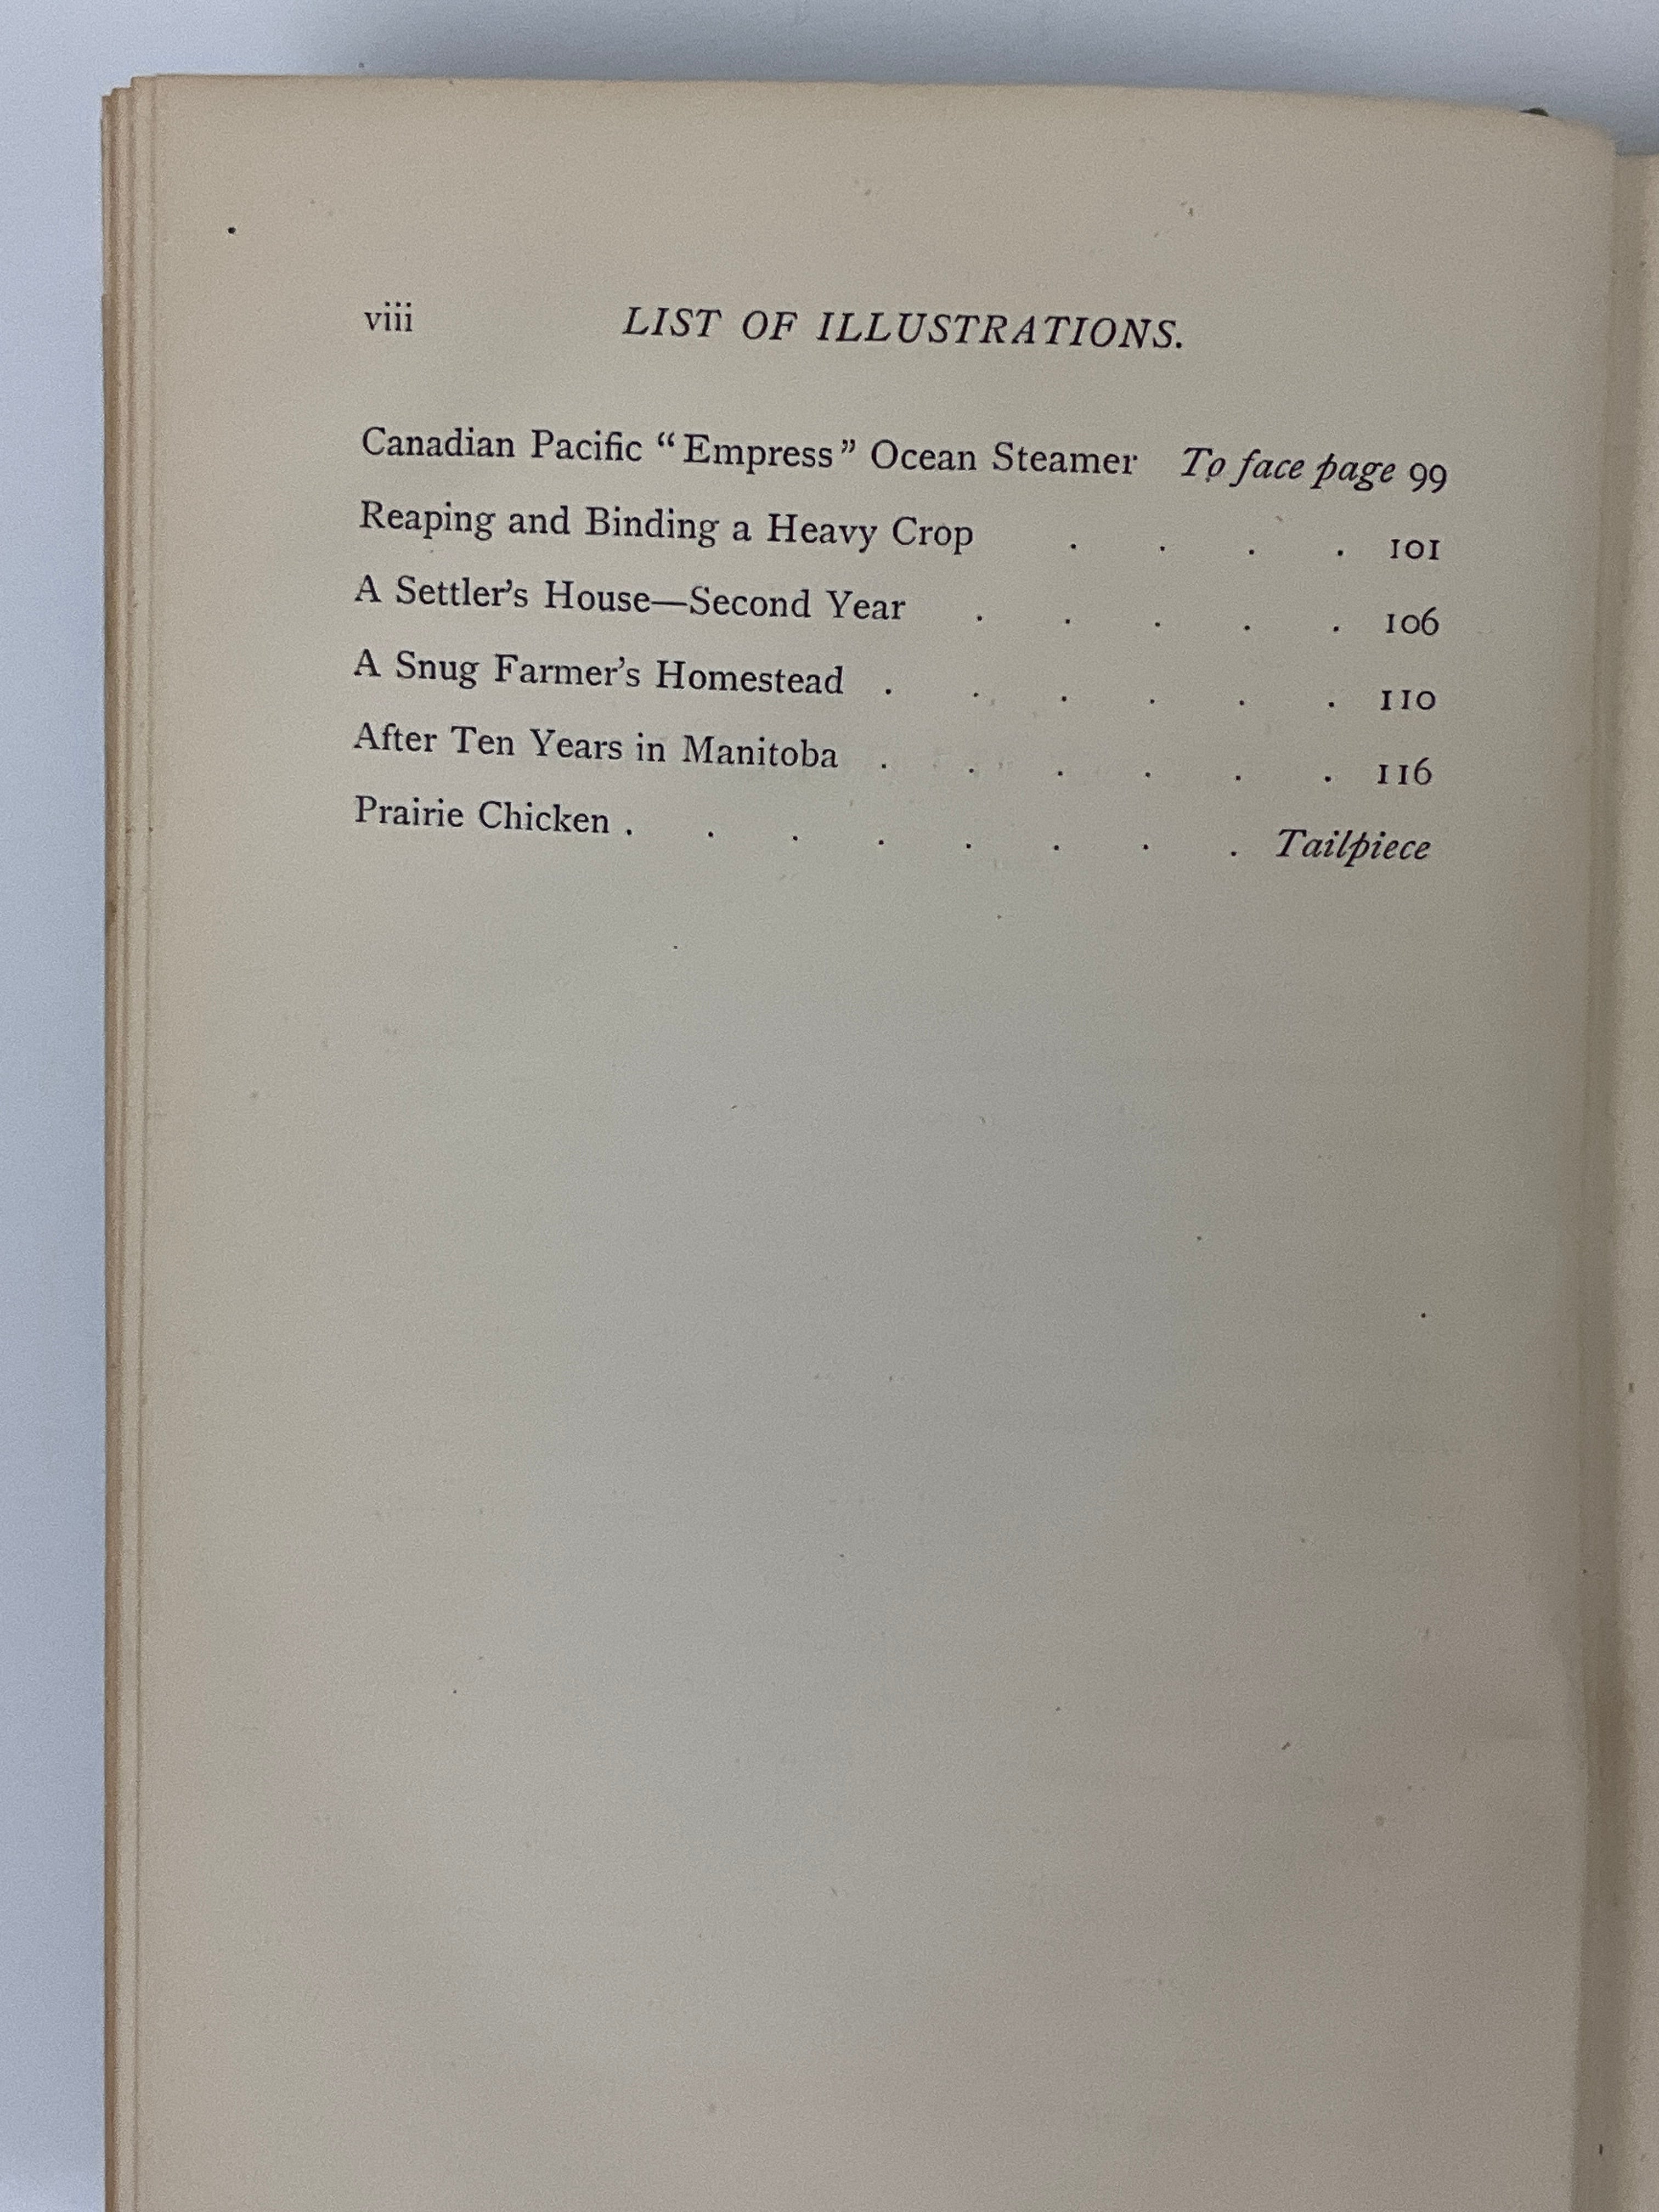 viii LIST OF ILLUSTRATIONS.
Canadian Pacific “Empress” Ocean Steamer To face page 99
Reaping and Binding a Heavy Crop . . . . 101
A Settler’s House—Second Year . . . . . 106
A Snug Farmer’s Homestead . . . . . . 110
After Ten Years in Manitoba . . . . . . 116
Prairie Chicken . . . . . . . . Tailpiece